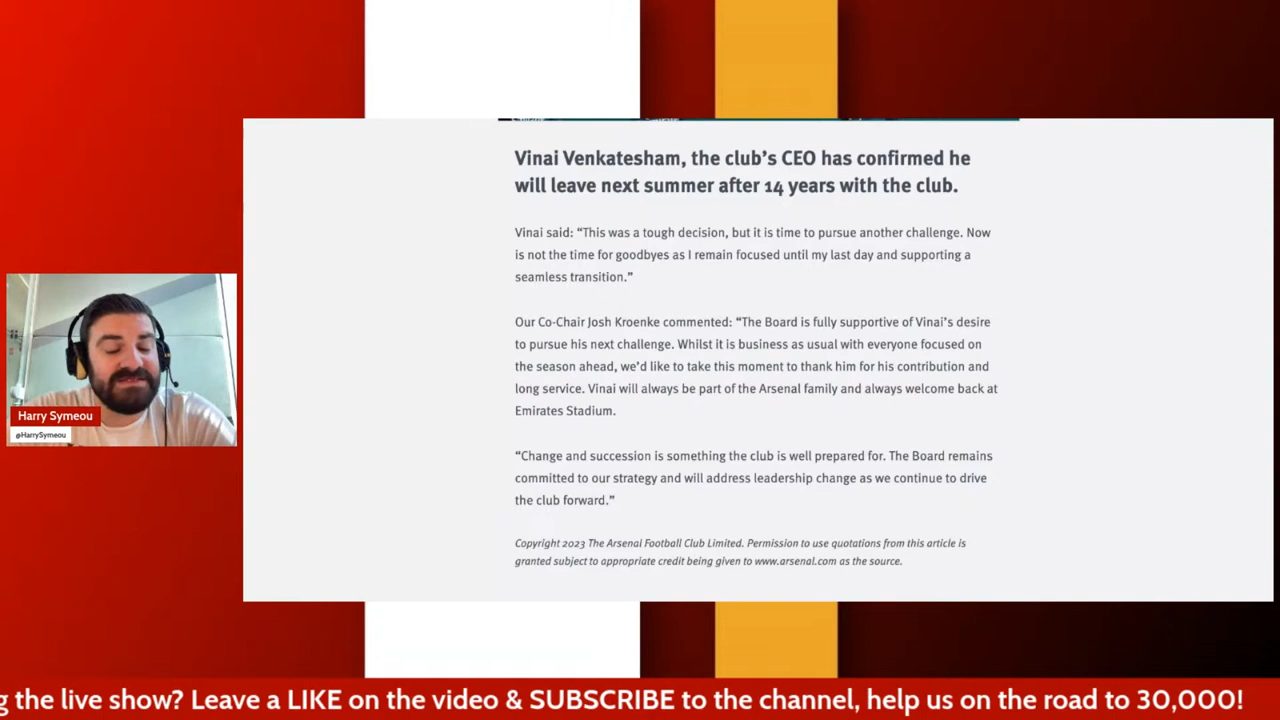 Vinai Venkatesham, the club’s CEO has confirmed he
will leave next summer after 14 years with the club.
Vinai said: “This was a tough decision, but it is time to pursue another challenge. Now
is not the time for goodbyes as I remain focused until my last day and supporting a
seamless transition.”
Our Co-Chair Josh Kroenke commented: “The Board is fully supportive of Vinai’s desire
to pursue his next challenge. Whilst it is business as usual with everyone focused on
the season ahead, we’d like to take this moment to thank him for his contribution and
long service. Vinai will always be part of the Arsenal family and always welcome back at
Emirates Stadium.
“Change and succession is something the club is well prepared for. The Board remains
committed to our strategy and will address leadership change as we continue to drive
the club forward.”
Copyright 2023 The Arsenal Football Club Limited. Permission to use quotations from this article is
granted subject to appropriate credit being given to www.arsenal.com as the source.
Harry Symeou
@HarrySymeou
g the live show? Leave a LIKE on the video & SUBSCRIBE to the channel, help us on the road to 30,000!